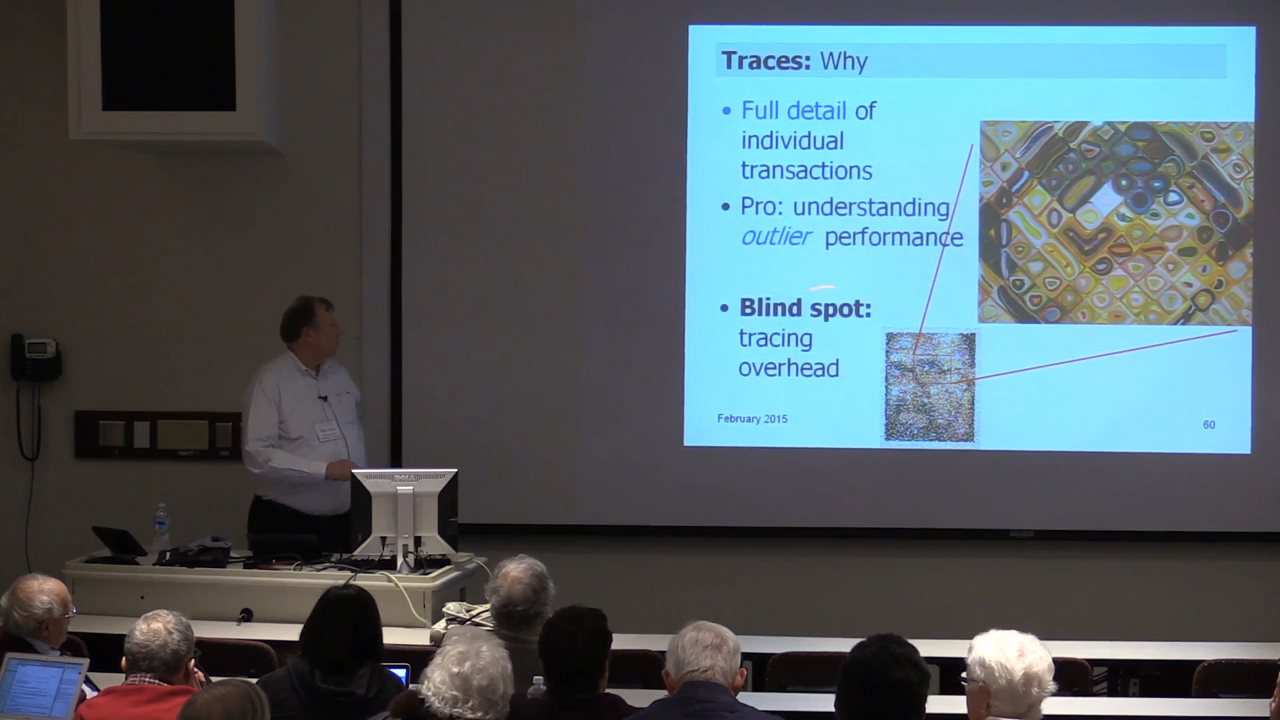 Traces: Why
• Full detail of
individual
transactions
• Pro: understanding
outlier performance
• Blind spot:
tracing
overhead
February 2015
60